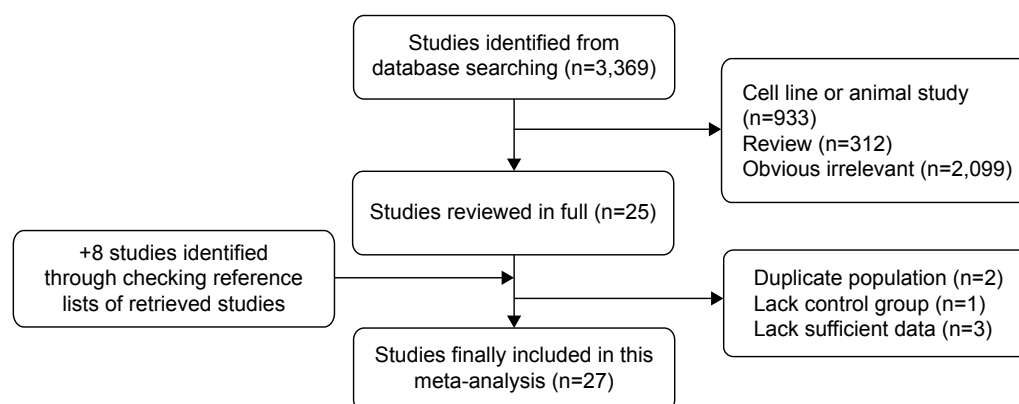 Studies identified from
database searching (n=3,369)
Cell line or animal study
(n=933)
Review (n=312)
Obvious irrelevant (n=2,099)
Studies reviewed in full (n=25)
+8 studies identified
through checking reference
lists of retrieved studies
Duplicate population (n=2)
Lack control group (n=1)
Lack sufficient data (n=3)
Studies finally included in this
meta-analysis (n=27)